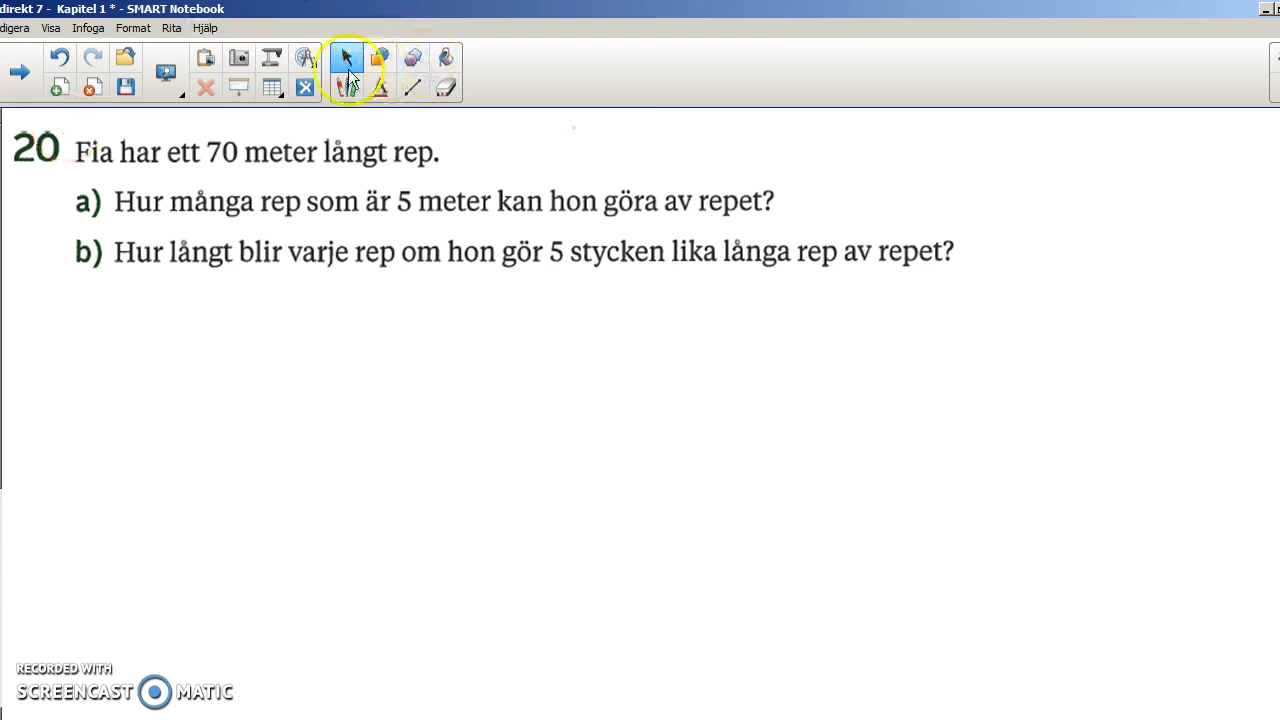 direkt 7 - Kapitel 1 * - SMART Notebook
digera Visa Infoga Format Rita Hjälp
20 Fia har ett 70 meter långt rep.
a) Hur många rep som är 5 meter kan hon göra av repet?
b) Hur långt blir varje rep om hon gör 5 stycken lika långa rep av repet?
RECORDED WITH
SCREENCAST MATIC